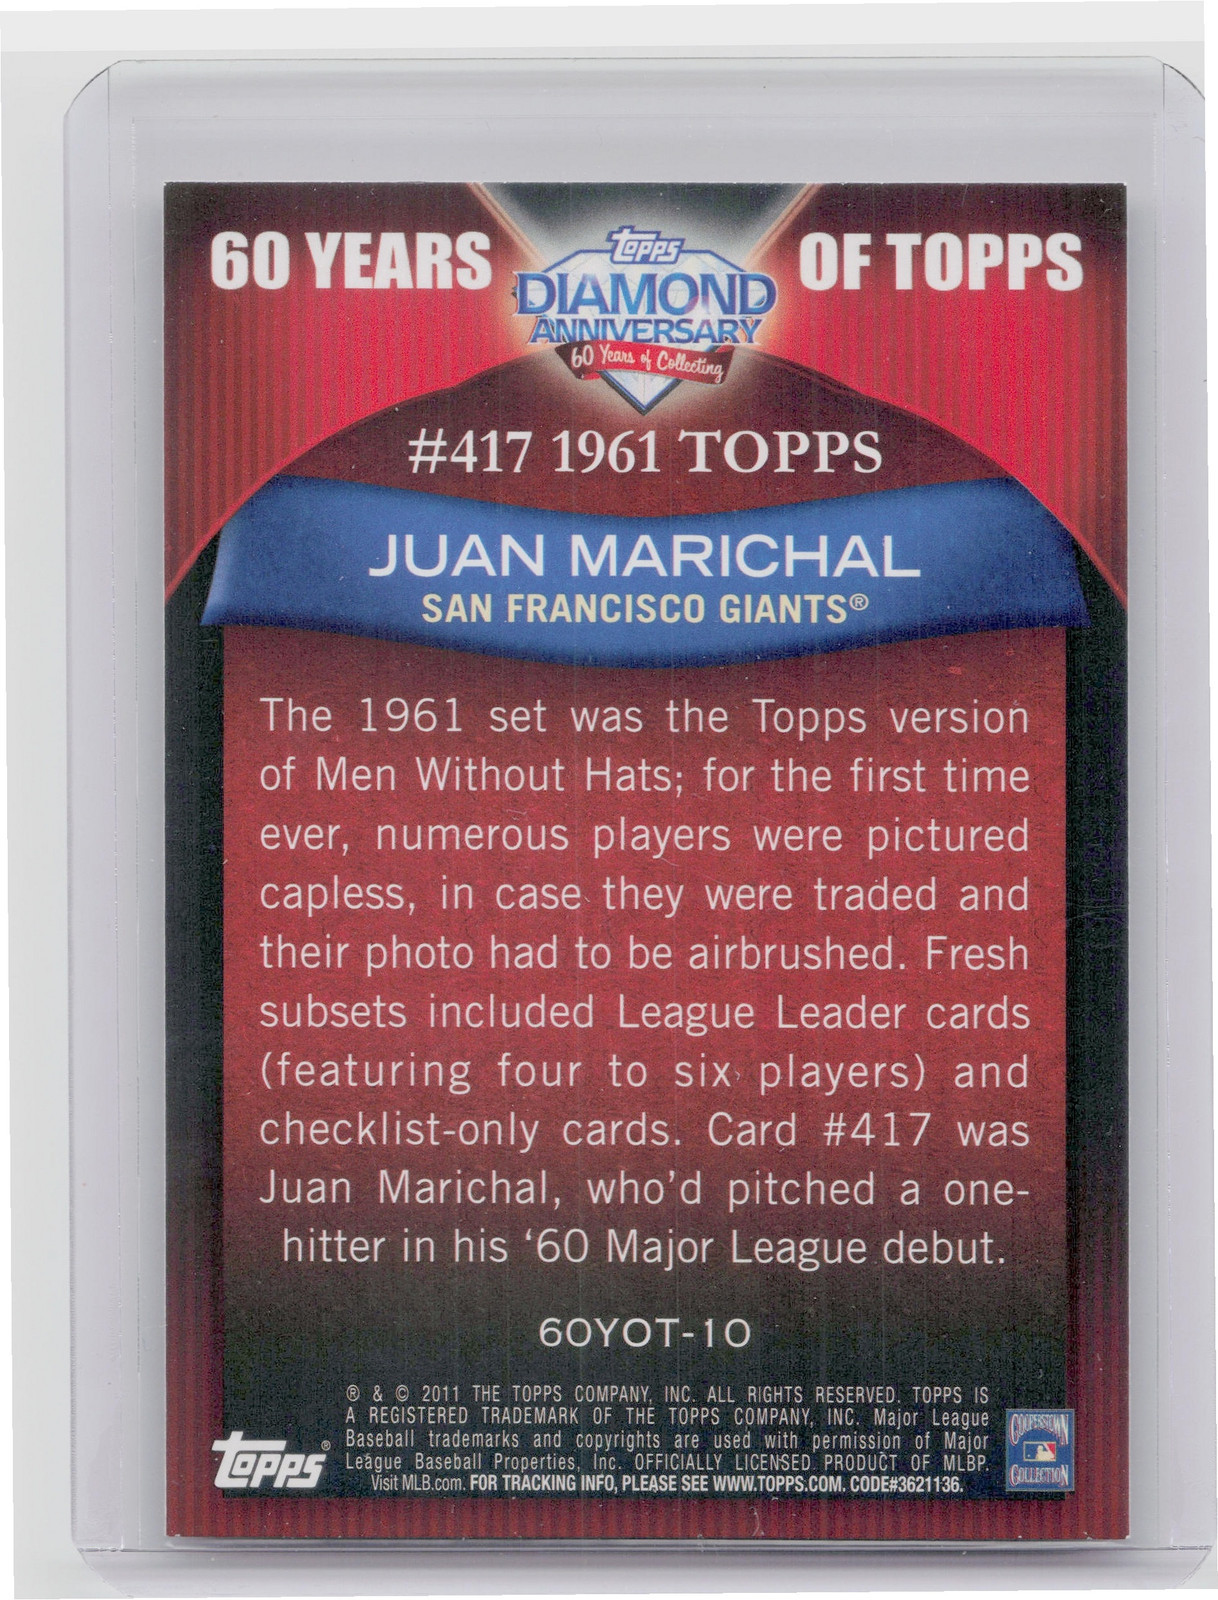 60 YEARS OF TOPPS
Topps
DIAMOND
ANNIVERSARY
60 Years of Collecting
#417 1961 TOPPS
JUAN MARICHAL
SAN FRANCISCO GIANTS®
The 1961 set was the Topps version
of Men Without Hats; for the first time
ever, numerous players were pictured
capless, in case they were traded and
their photo had to be airbrushed. Fresh
subsets included League Leader cards
(featuring four to six players) and
checklist-only cards. Card #417 was
Juan Marichal, who'd pitched a one-
hitter in his ‘60 Major League debut.
60YOT-10
® & © 2011 THE TOPPS COMPANY, INC. ALL RIGHTS RESERVED. TOPPS IS
A REGISTERED TRADEMARK OF THE TOPPS COMPANY, INC. Major League
Baseball trademarks and copyrights are used with permission of Major
League Baseball Properties, Inc. OFFICIALLY LICENSED PRODUCT OF MLBP.
Visit MLB.com. FOR TRACKING INFO, PLEASE SEE WWW.TOPPS.COM. CODE#3621136.
Topps®
COOPERSTOWN
COLLECTION